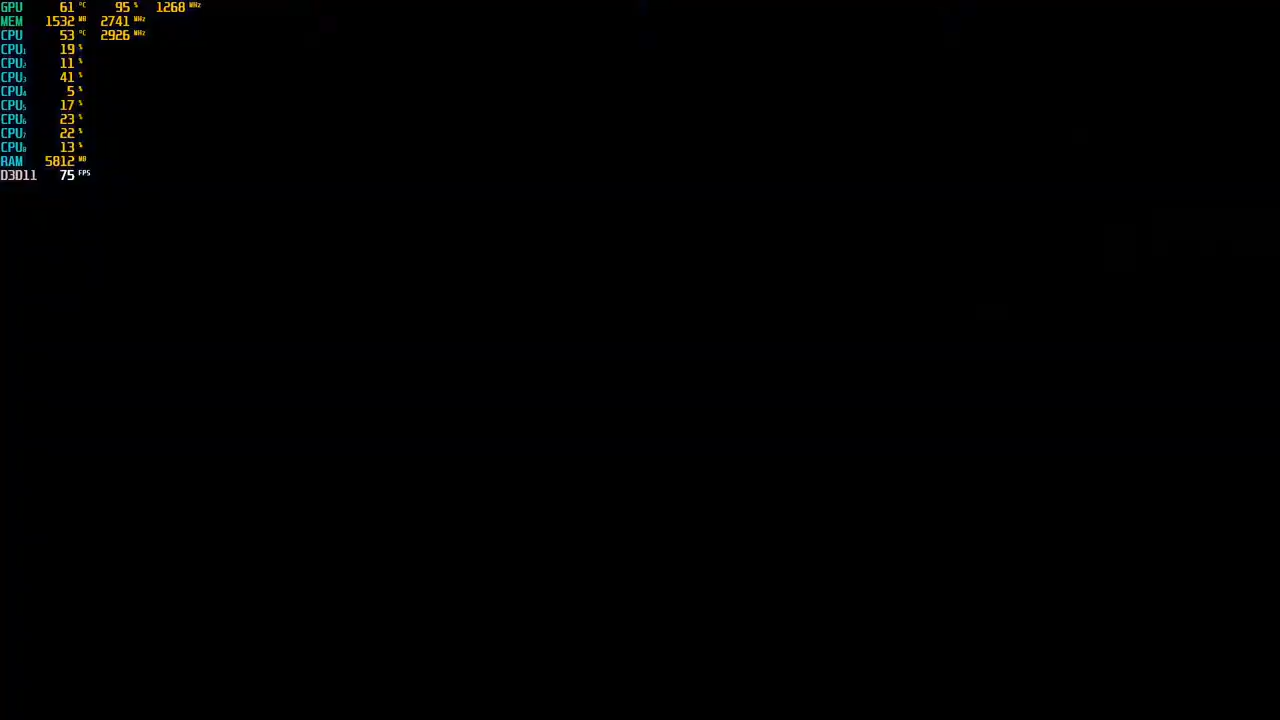 GPU 61 °C 95 % 1268 MHz
MEM 1532 MB 2741 MHz
CPU 53 °C 2926 MHz
CPU1 19 %
CPU2 11 %
CPU3 41 %
CPU4 5 %
CPU5 17 %
CPU6 23 %
CPU7 22 %
CPU8 13 %
RAM 5812 MB
D3D11 75 FPS